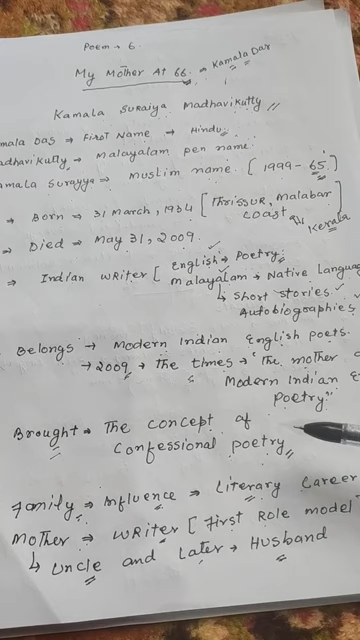 Poem → 6.
My Mother At 66. → Kamala Das
Kamala Suraiya Madhavikutty
mala Das → First Name → Hindu.
adhavikutty → Malayalam pen name.
amala Surayya → Muslim name. [1999 - 65]
→ Born → 31 March, 1934 [Thrissur, Malabar Coast Kerala
→ Died → May 31, 2009.
→ Indian writer [ English → Poetry.
Malayalam → Native Languag
↳ Short stories.
Autobiographies
Belongs → Modern Indian English poets.
→ 2009 → the times → "The mother o
Modern Indian E
poetry".
Brought → The concept of
confessional poetry
Family → Influence → Literary Career
Mother → Writer [First Role model
↳ Uncle and Later → Husband